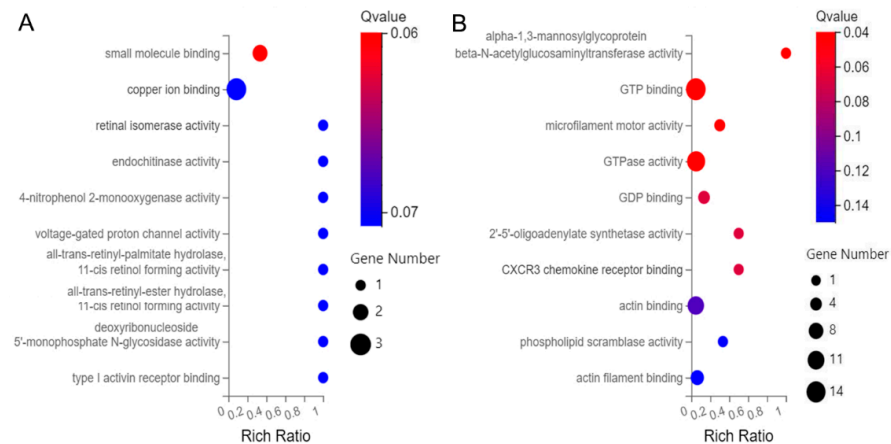 A
small molecule binding
copper ion binding
retinal isomerase activity
endochitinase activity
4-nitrophenol 2-monooxygenase activity
voltage-gated proton channel activity
all-trans-retinyl-palmitate hydrolase,
11-cis retinol forming activity
all-trans-retinyl-ester hydrolase,
11-cis retinol forming activity
deoxyribonucleoside
5'-monophosphate N-glycosidase activity
type I activin receptor binding
0 0.2 0.4 0.6 0.8 1
Rich Ratio
Qvalue
0.06
0.07
Gene Number
1
2
3
B
alpha-1,3-mannosylglycoprotein
beta-N-acetylglucosaminyltransferase activity
GTP binding
microfilament motor activity
GTPase activity
GDP binding
2'-5'-oligoadenylate synthetase activity
CXCR3 chemokine receptor binding
actin binding
phospholipid scramblase activity
actin filament binding
0 0.2 0.4 0.6 0.8 1
Rich Ratio
Qvalue
0.04
0.06
0.08
0.1
0.12
0.14
Gene Number
1
4
8
11
14